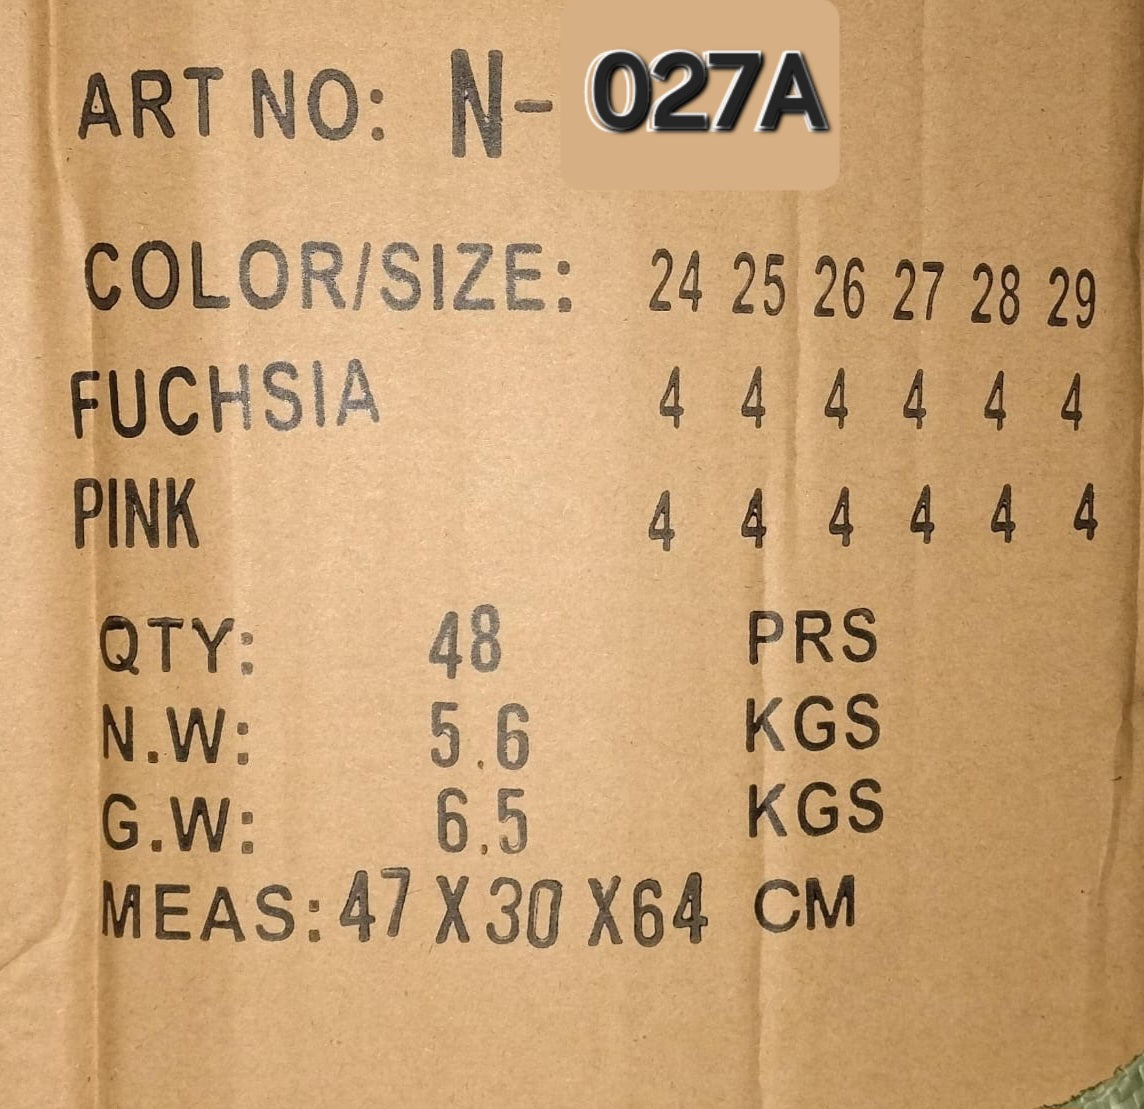 ART NO: N-027A
COLOR/SIZE: 24 25 26 27 28 29
FUCHSIA 4 4 4 4 4 4
PINK 4 4 4 4 4 4
QTY: 48 PRS
N.W: 5.6 KGS
G.W: 6.5 KGS
MEAS: 47 X 30 X 64 CM